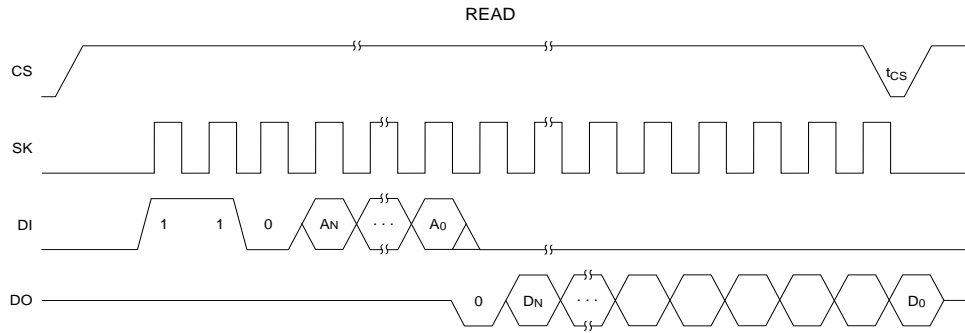 READ
CS
tCS
SK
DI
1 1 0 AN · · · A0
DO
0 DN · · · D0